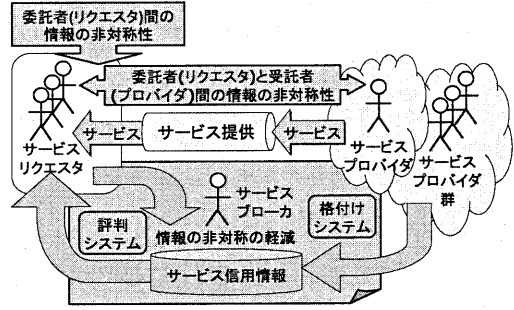 委託者(リクエスタ)間の
情報の非対称性
委託者(リクエスタ)と受託者
(プロバイダ)間の情報の非対称性
サービス
サービス提供
サービス
サービス
リクエスタ
サービス
プロバイダ
サービス
プロバイダ
群
サービス
ブローカ
評判
システム
情報の非対称の軽減
格付け
システム
サービス信用情報